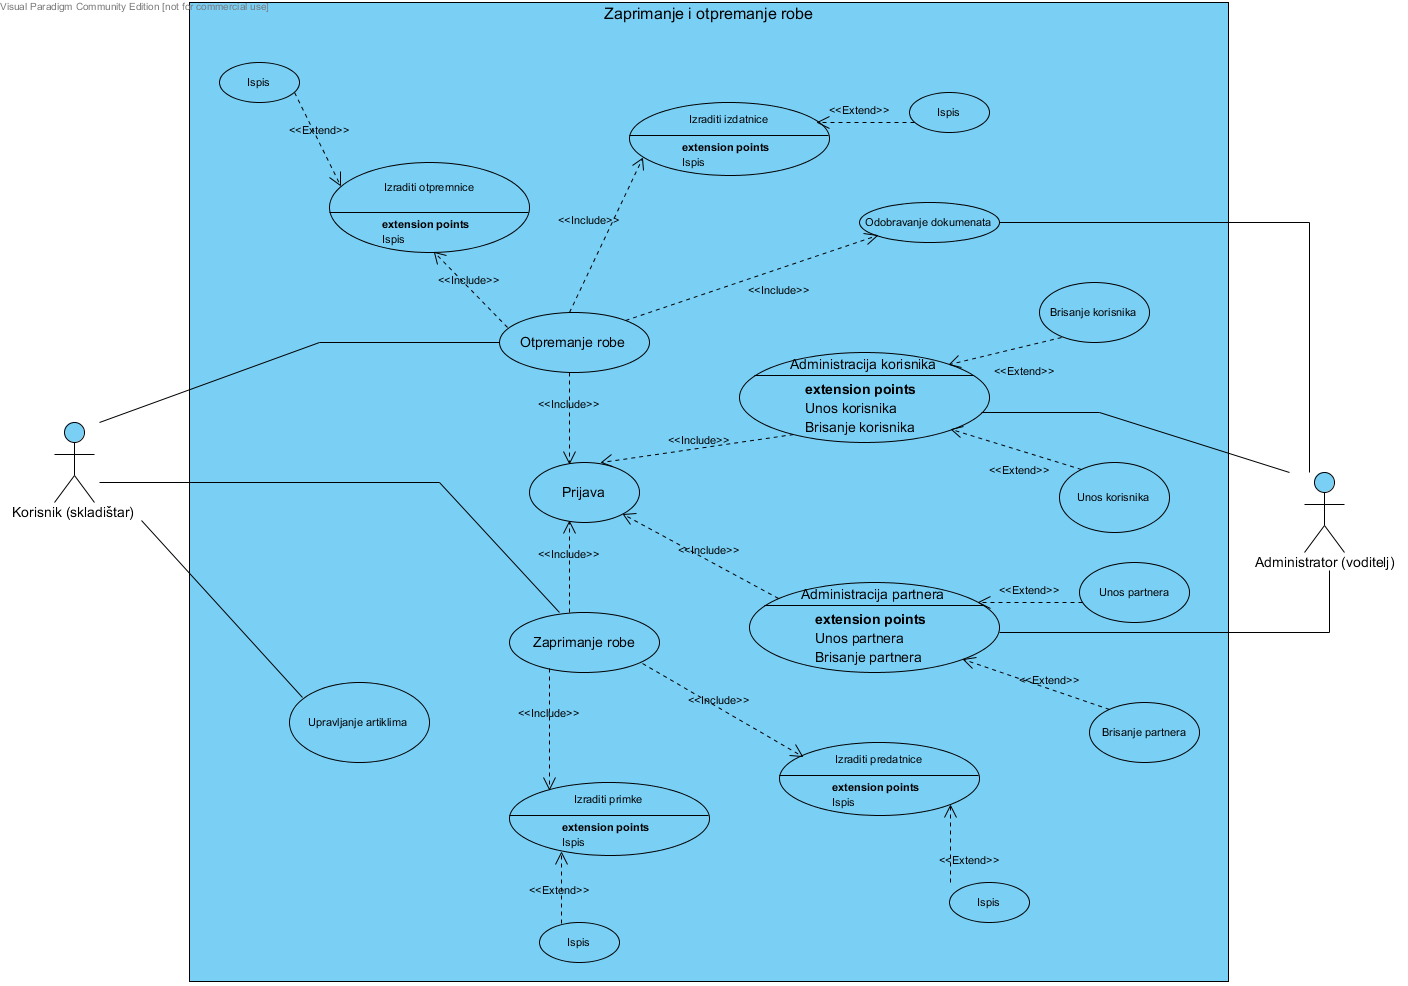 Visual Paradigm Community Edition [not for commercial use]
Zaprimanje i otpremanje robe
Ispis
<<Extend>>
Izraditi otpremnice
extension points
Ispis
<<Include>>
Izraditi izdatnice
extension points
Ispis
<<Extend>>
Ispis
<<Include>>
Odobravanje dokumenata
<<Include>>
Otpremanje robe
<<Include>>
Brisanje korisnika
<<Extend>>
Administracija korisnika
extension points
Unos korisnika
Brisanje korisnika
<<Include>>
<<Extend>>
Unos korisnika
Prijava
Korisnik (skladištar)
Administrator (voditelj)
<<Include>>
<<Include>>
Administracija partnera
extension points
Unos partnera
Brisanje partnera
<<Extend>>
Unos partnera
<<Extend>>
Brisanje partnera
Zaprimanje robe
<<Include>>
<<Include>>
Upravljanje artiklima
Izraditi predatnice
extension points
Ispis
<<Extend>>
Ispis
Izraditi primke
extension points
Ispis
<<Extend>>
Ispis